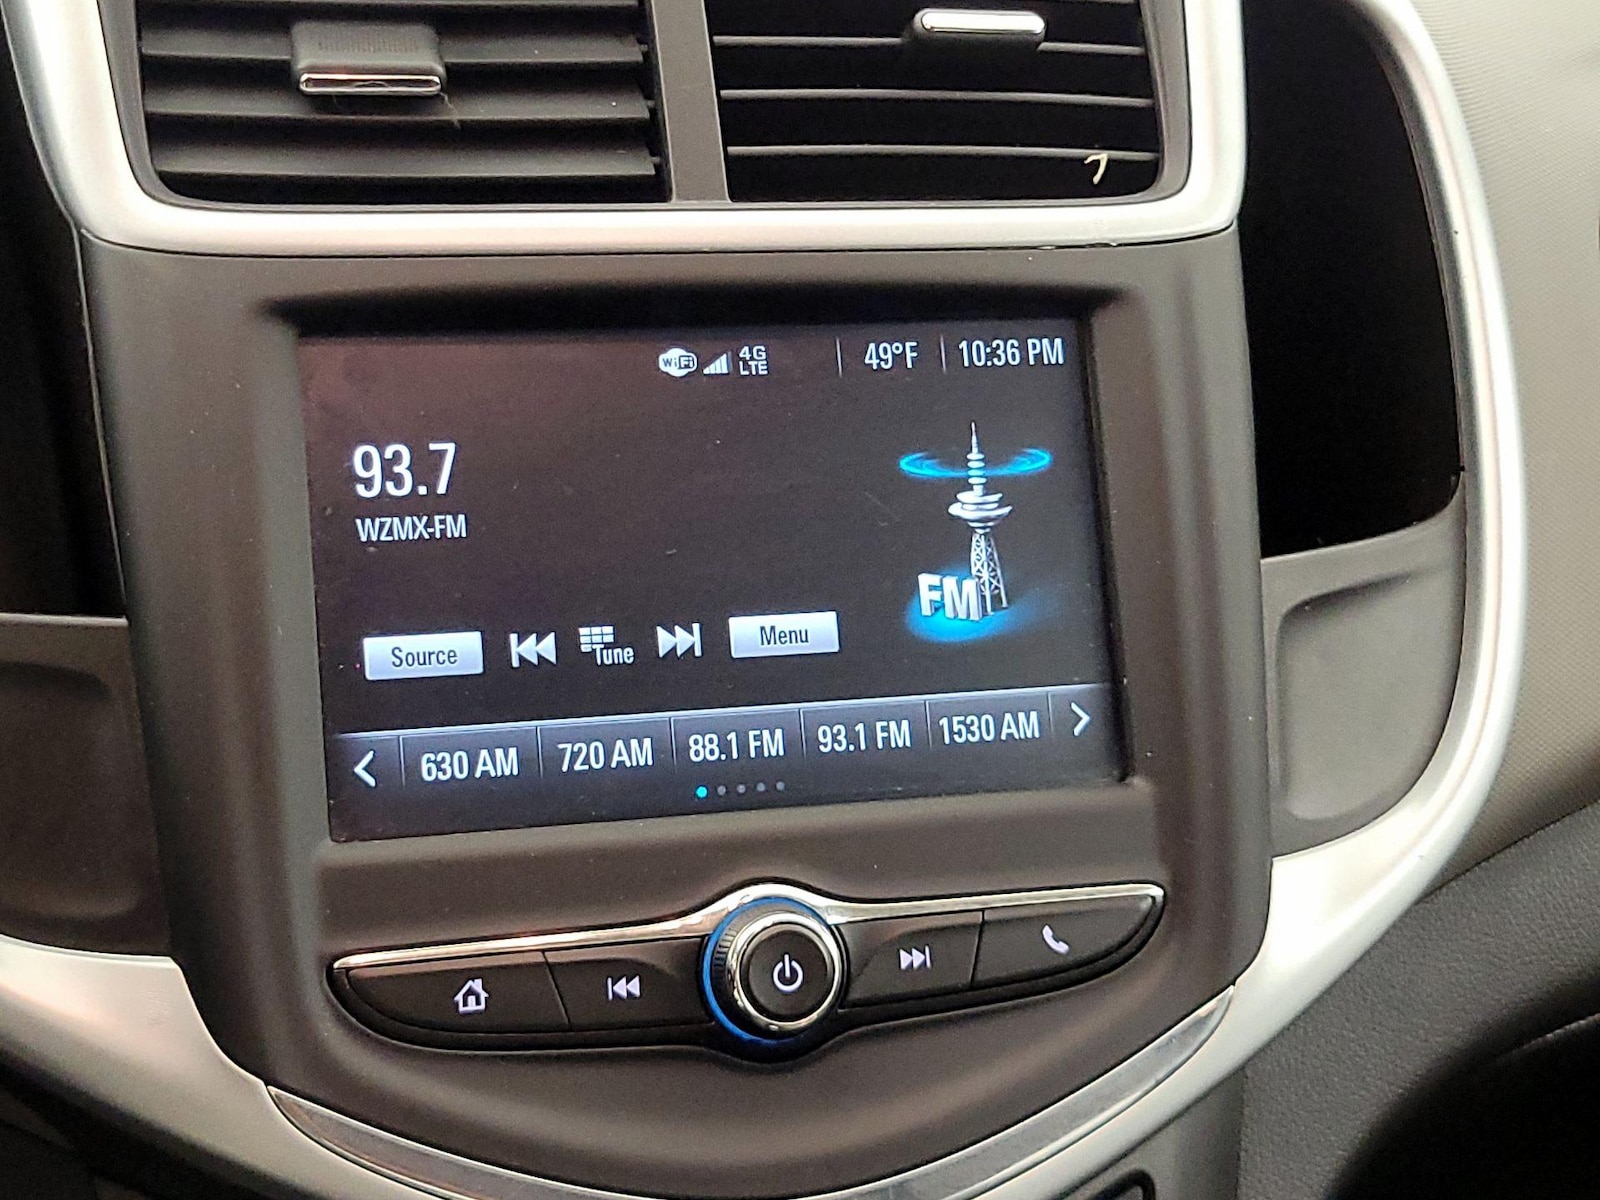 WiFi 4G LTE 49°F 10:36 PM
93.7
WZMX-FM
FM
Source Tune Menu
630 AM 720 AM 88.1 FM 93.1 FM 1530 AM